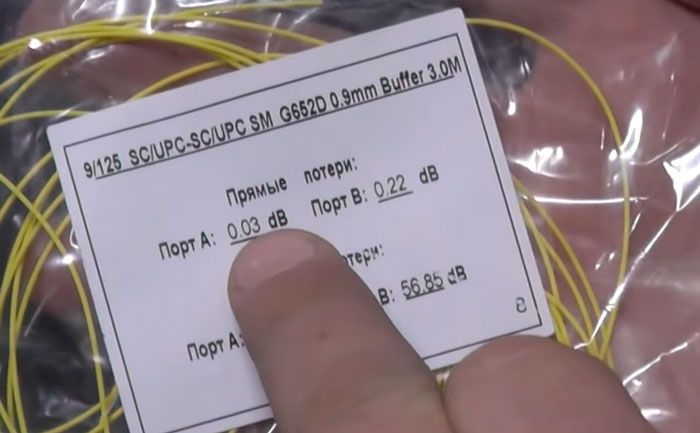 9/125 SC/UPC-SC/UPC SM G652D 0.9mm Buffer 3.0M
Прямые потери:
Порт А: 0.03 dB Порт В: 0.22 dB
Порт А: В: 56.85 dB
8